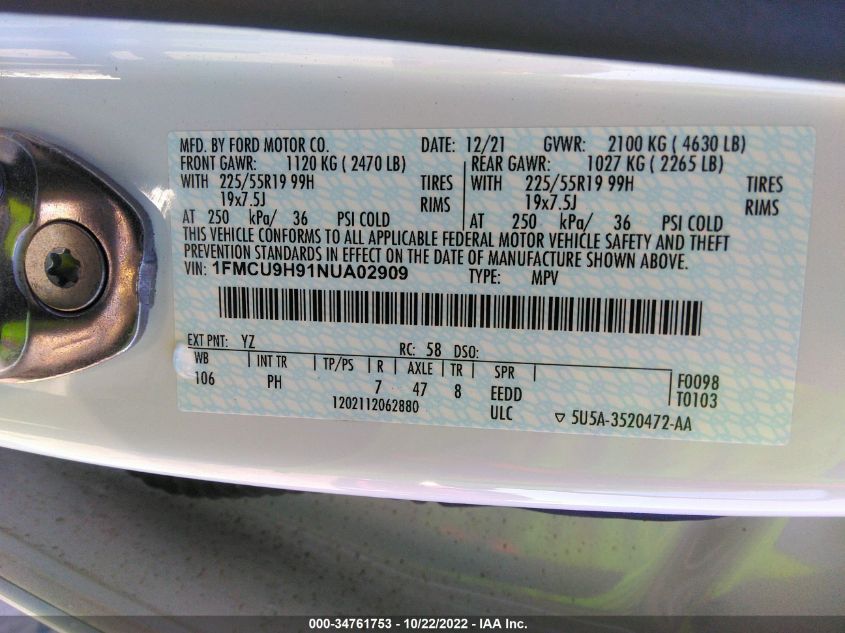 MFD. BY FORD MOTOR CO. DATE: 12/21 GVWR: 2100 KG ( 4630 LB)
FRONT GAWR: 1120 KG ( 2470 LB) REAR GAWR: 1027 KG ( 2265 LB)
WITH 225/55R19 99H TIRES WITH 225/55R19 99H TIRES
19x7.5J RIMS 19x7.5J RIMS
AT 250 kPa/ 36 PSI COLD AT 250 kPa/ 36 PSI COLD
THIS VEHICLE CONFORMS TO ALL APPLICABLE FEDERAL MOTOR VEHICLE SAFETY AND THEFT
PREVENTION STANDARDS IN EFFECT ON THE DATE OF MANUFACTURE SHOWN ABOVE.
VIN: 1FMCU9H91NUA02909 TYPE: MPV
EXT PNT: YZ RC: 58 DSO:
WB INT TR TP/PS R AXLE TR SPR
106 PH 7 47 8 EEDD F0098
T0103
1202112062880 ULC ▽ 5U5A-3520472-AA
000-34761753 - 10/22/2022 - IAA Inc.